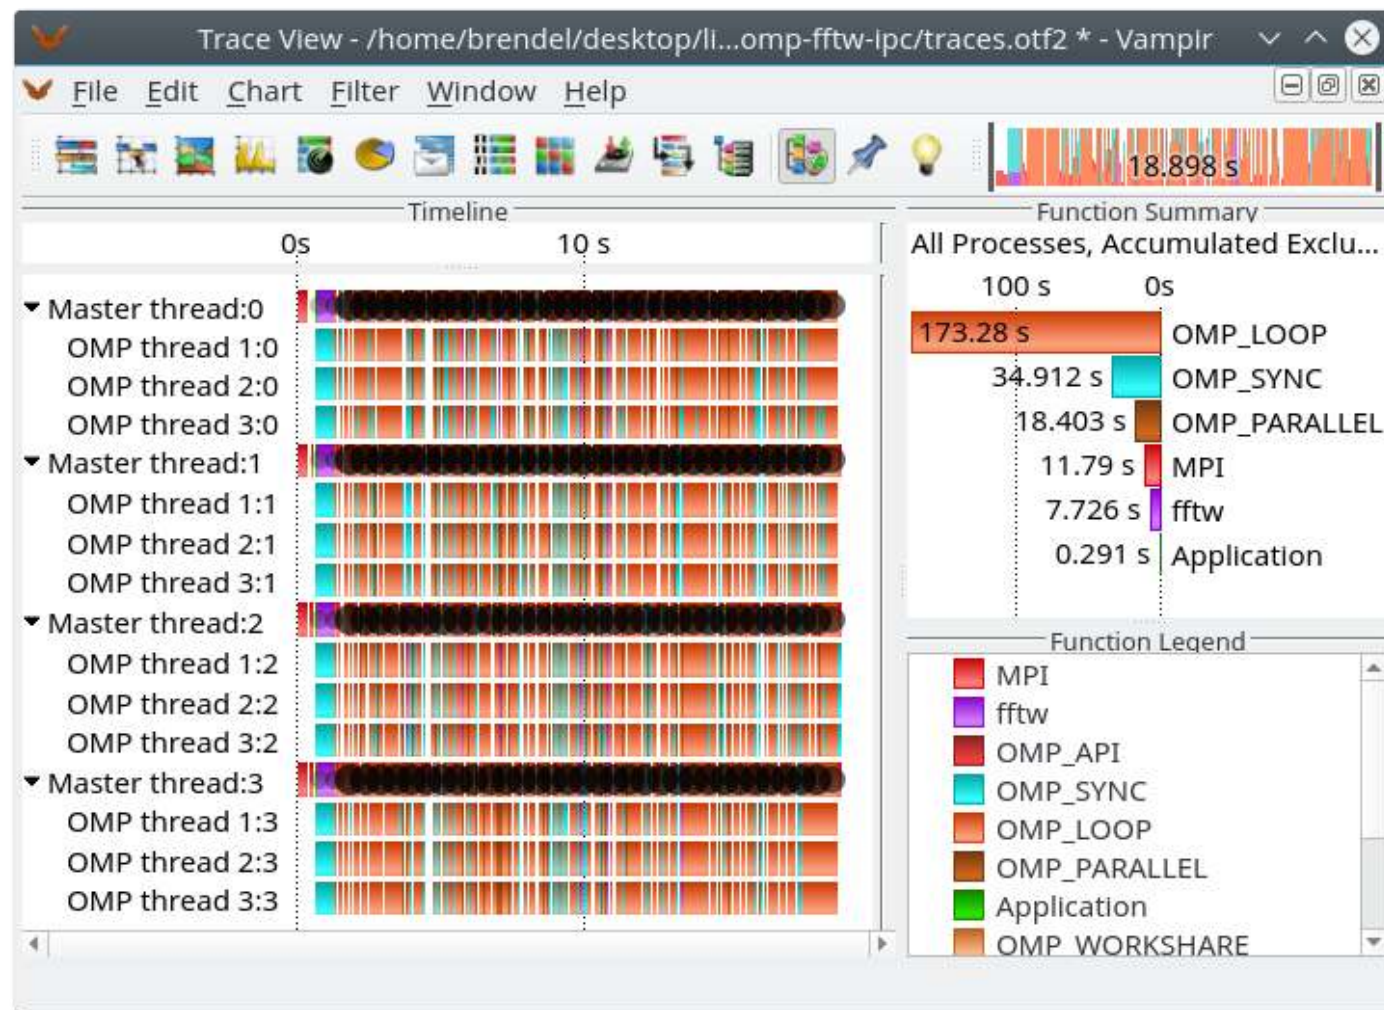 Trace View - /home/brendel/desktop/li...omp-fftw-ipc/traces.otf2 * - Vampir
File Edit Chart Filter Window Help
18.898 s
Timeline
0s 10 s
Master thread:0
OMP thread 1:0
OMP thread 2:0
OMP thread 3:0
Master thread:1
OMP thread 1:1
OMP thread 2:1
OMP thread 3:1
Master thread:2
OMP thread 1:2
OMP thread 2:2
OMP thread 3:2
Master thread:3
OMP thread 1:3
OMP thread 2:3
OMP thread 3:3
Function Summary
All Processes, Accumulated Exclu...
100 s 0s
173.28 s OMP_LOOP
34.912 s OMP_SYNC
18.403 s OMP_PARALLEL
11.79 s MPI
7.726 s fftw
0.291 s Application
Function Legend
MPI
fftw
OMP_API
OMP_SYNC
OMP_LOOP
OMP_PARALLEL
Application
OMP_WORKSHARE